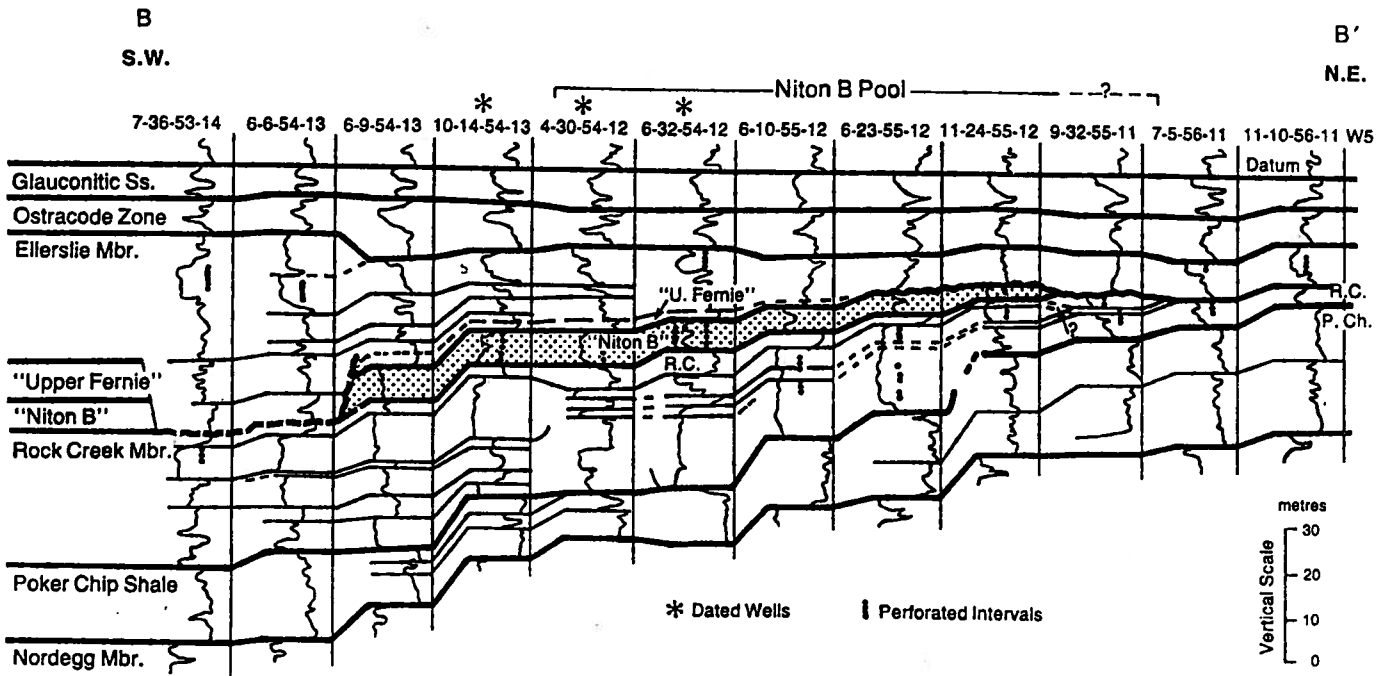 B
S.W.
B′
N.E.
Niton B Pool
?
* * *
7-36-53-14 6-6-54-13 6-9-54-13 10-14-54-13 4-30-54-12 6-32-54-12 6-10-55-12 6-23-55-12 11-24-55-12 9-32-55-11 7-5-56-11 11-10-56-11 W5
Datum
Glauconitic Ss.
Ostracode Zone
Ellerslie Mbr.
"U. Fernie"
R.C.
P. Ch.
"Niton B"
R.C.
?
"Upper Fernie"
"Niton B"
Rock Creek Mbr.
Poker Chip Shale
Nordegg Mbr.
* Dated Wells
Perforated Intervals
metres
30
20
10
0
Vertical Scale